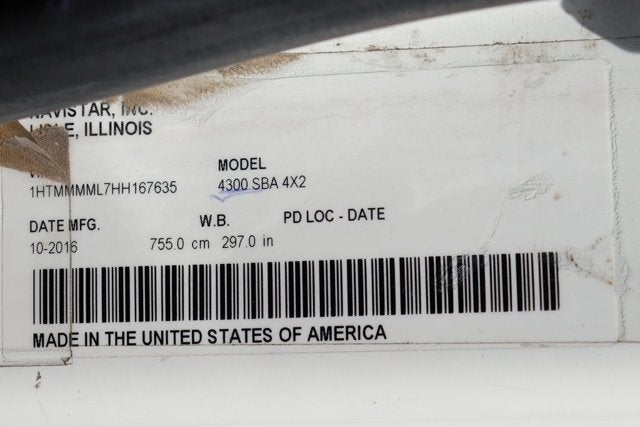 NAVISTAR, INC.
LISLE, ILLINOIS
MODEL
1HTMMMML7HH167635 4300 SBA 4X2
DATE MFG. W.B. PD LOC - DATE
10-2016 755.0 cm 297.0 in
MADE IN THE UNITED STATES OF AMERICA